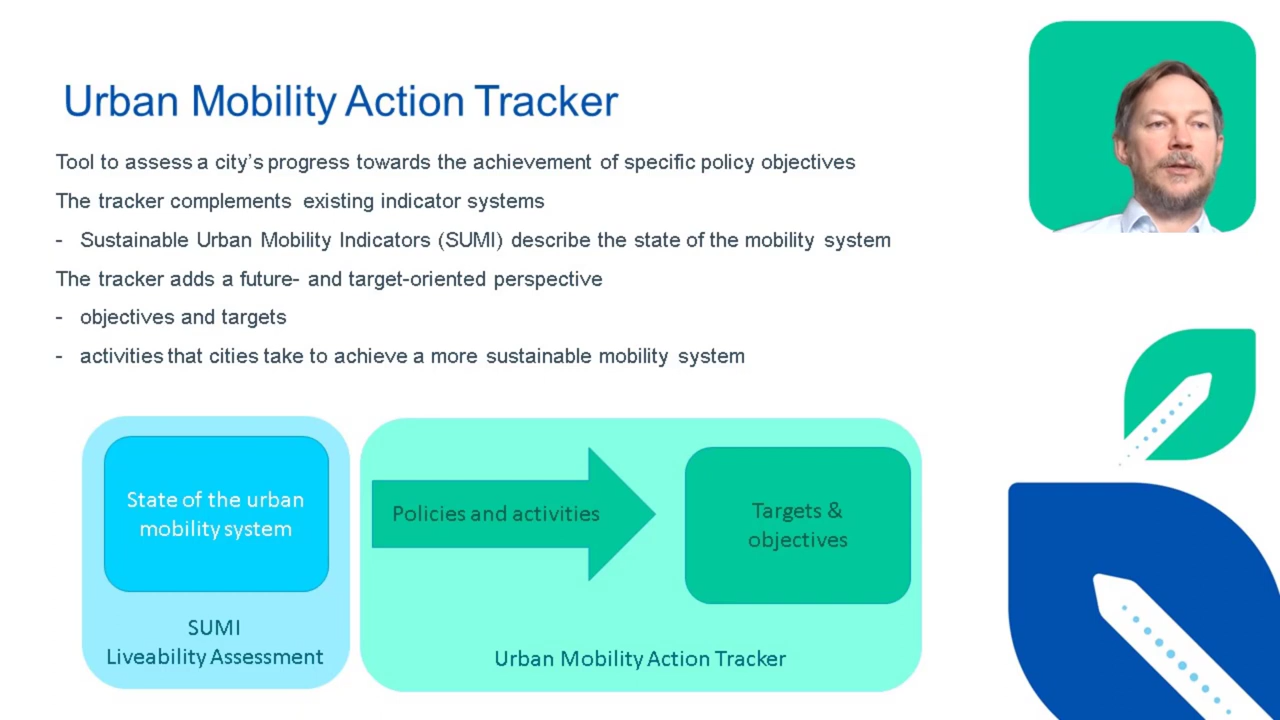 Urban Mobility Action Tracker
Tool to assess a city's progress towards the achievement of specific policy objectives
The tracker complements existing indicator systems
- Sustainable Urban Mobility Indicators (SUMI) describe the state of the mobility system
The tracker adds a future- and target-oriented perspective
- objectives and targets
- activities that cities take to achieve a more sustainable mobility system
State of the urban
mobility system
SUMI
Liveability Assessment
Policies and activities
Targets &
objectives
Urban Mobility Action Tracker